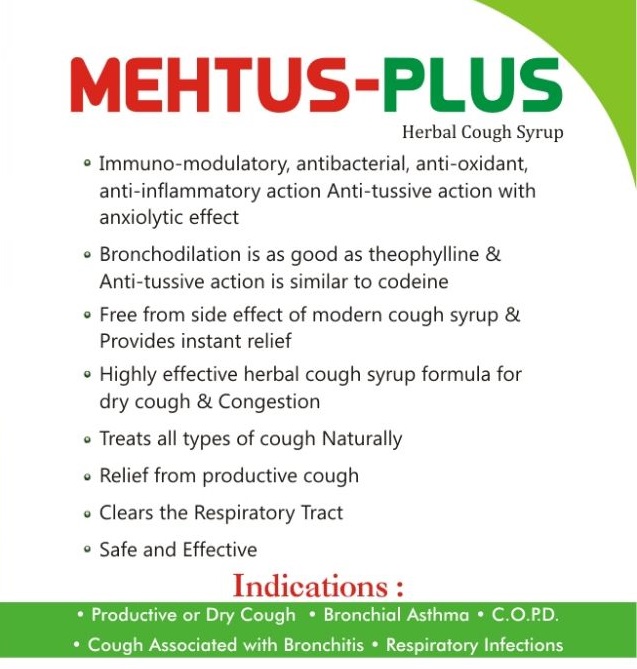 MEHTUS-PLUS
Herbal Cough Syrup
• Immuno-modulatory, antibacterial, anti-oxidant,
anti-inflammatory action Anti-tussive action with
anxiolytic effect
• Bronchodilation is as good as theophylline &
Anti-tussive action is similar to codeine
• Free from side effect of modern cough syrup &
Provides instant relief
• Highly effective herbal cough syrup formula for
dry cough & Congestion
• Treats all types of cough Naturally
• Relief from productive cough
• Clears the Respiratory Tract
• Safe and Effective
Indications :
• Productive or Dry Cough • Bronchial Asthma • C.O.P.D.
• Cough Associated with Bronchitis • Respiratory Infections